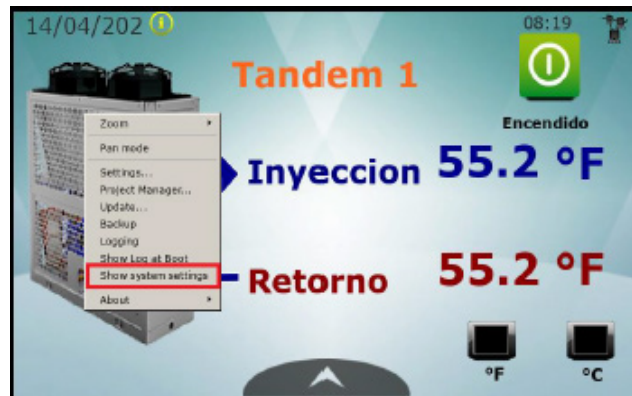 14/04/202
08:19
Tandem 1
Encendido
Zoom
Pan mode
Settings...
Project Manager...
Update...
Backup
Logging
Show Log at Boot
Show system settings
About
Inyeccion 55.2 °F
Retorno 55.2 °F
°F °C